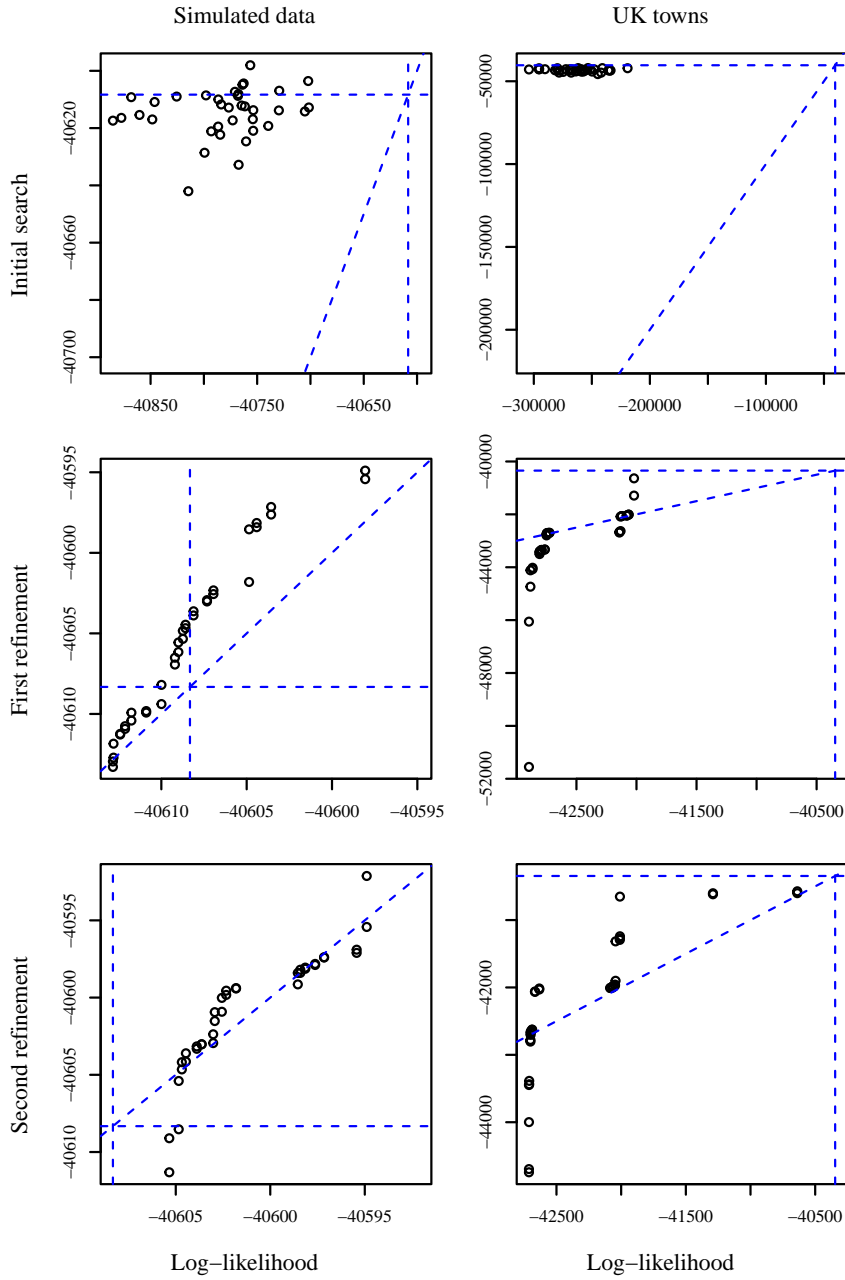 Simulated data UK towns
Initial search
−40700 −40660 −40620
−40850 −40750 −40650
−200000 −150000 −100000 −50000
−300000 −200000 −100000
First refinement
−40610 −40605 −40600 −40595
−40610 −40605 −40600 −40595
−52000 −48000 −44000 −40000
−42500 −41500 −40500
Second refinement
−40610 −40605 −40600 −40595
−40605 −40600 −40595
−44000 −42000
−42500 −41500 −40500
Log−likelihood Log−likelihood